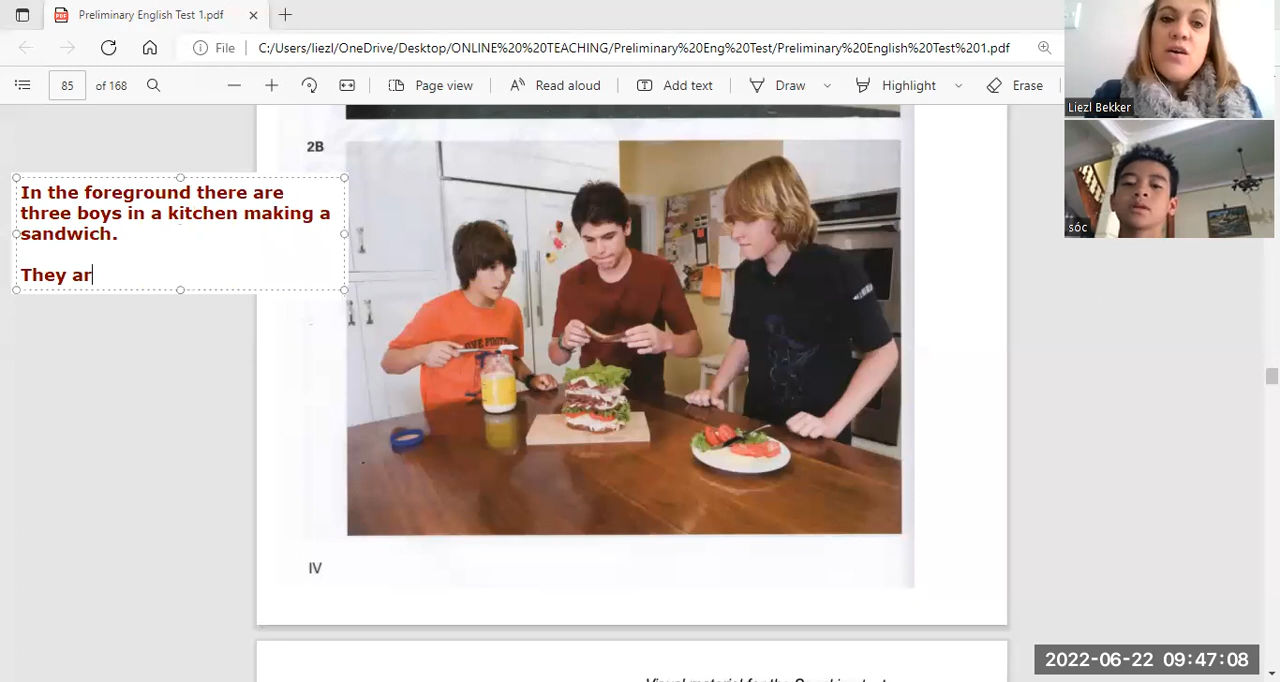 Preliminary English Test 1.pdf
File C:/Users/liezl/OneDrive/Desktop/ONLINE%20%20TEACHING/Preliminary%20Eng%20Test/Preliminary%20English%20Test%201.pdf
85 of 168 Page view Read aloud Add text Draw Highlight Erase
Liezl Bekker
sóc
2B
In the foreground there are
three boys in a kitchen making a
sandwich.
They ar
IV
2022-06-22 09:47:08